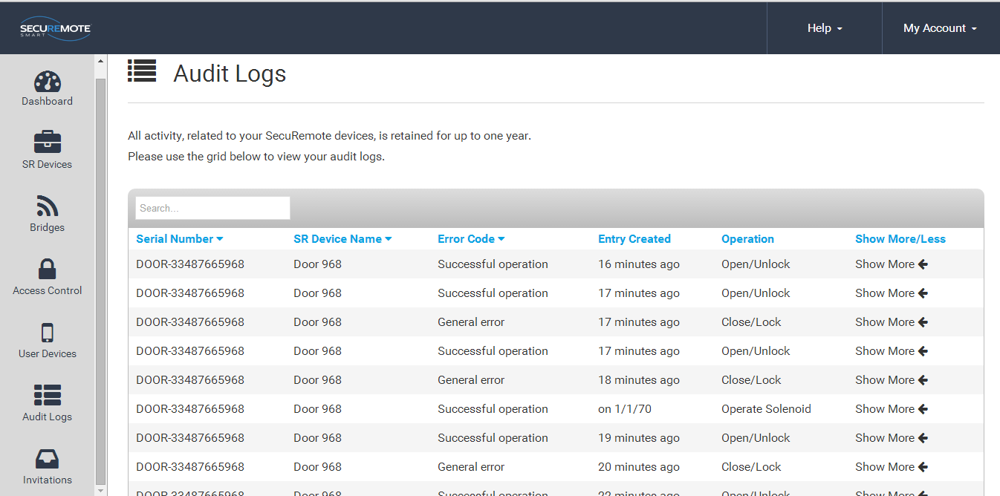 SECUREMOTE
SMART
Help
My Account
Dashboard
SR Devices
Bridges
Access Control
User Devices
Audit Logs
Invitations
Audit Logs
All activity, related to your SecuRemote devices, is retained for up to one year.
Please use the grid below to view your audit logs.
Search...
Serial Number SR Device Name Error Code Entry Created Operation Show More/Less
DOOR-33487665968 Door 968 Successful operation 16 minutes ago Open/Unlock Show More
DOOR-33487665968 Door 968 Successful operation 17 minutes ago Open/Unlock Show More
DOOR-33487665968 Door 968 General error 17 minutes ago Close/Lock Show More
DOOR-33487665968 Door 968 Successful operation 17 minutes ago Open/Unlock Show More
DOOR-33487665968 Door 968 General error 18 minutes ago Close/Lock Show More
DOOR-33487665968 Door 968 Successful operation on 1/1/70 Operate Solenoid Show More
DOOR-33487665968 Door 968 Successful operation 19 minutes ago Open/Unlock Show More
DOOR-33487665968 Door 968 General error 20 minutes ago Close/Lock Show More
DOOR-33487665968 Door 968 Successful operation 22 minutes ago Open/Unlock Show More